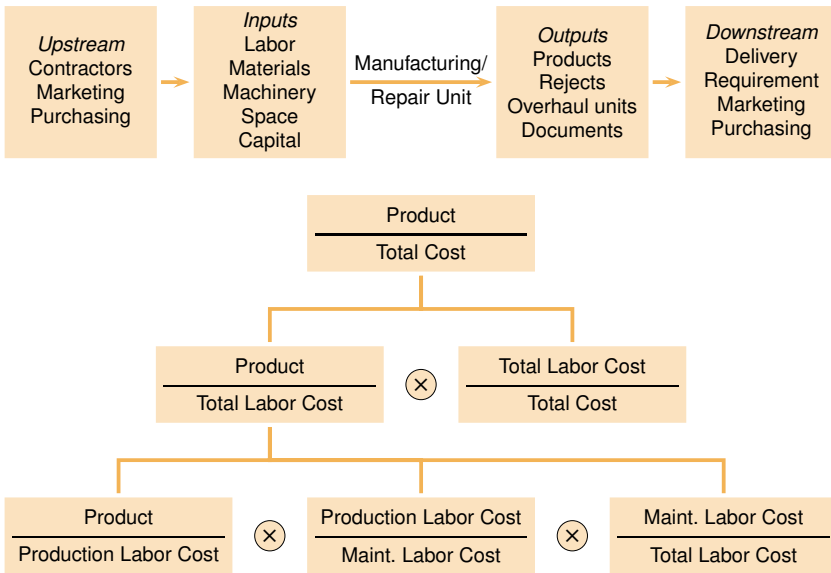 Upstream
Contractors
Marketing
Purchasing
Inputs
Labor
Materials
Machinery
Space
Capital
Manufacturing/
Repair Unit
Outputs
Products
Rejects
Overhaul units
Documents
Downstream
Delivery
Requirement
Marketing
Purchasing
Product
Total Cost
Product
Total Labor Cost
×
Total Labor Cost
Total Cost
Product
Production Labor Cost
×
Production Labor Cost
Maint. Labor Cost
×
Maint. Labor Cost
Total Labor Cost